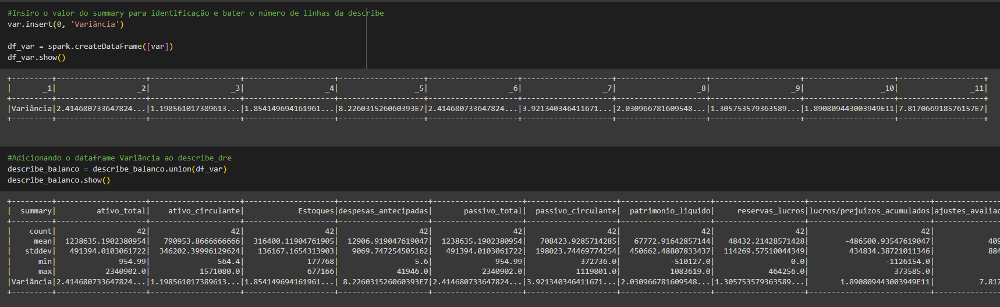 #Insiro o valor do summary para identificação e bater o número de linhas da describe
var.insert(0, 'Variância')
df_var = spark.createDataFrame([var])
df_var.show()
+---------+--------------------+--------------------+--------------------+-------------------+--------------------+--------------------+--------------------+--------------------+--------------------+------------------+
|       _1|                  _2|                  _3|                  _4|                 _5|                  _6|                  _7|                  _8|                  _9|                 _10|               _11|
+---------+--------------------+--------------------+--------------------+-------------------+--------------------+--------------------+--------------------+--------------------+--------------------+------------------+
|Variância|2.414680733647824...|1.198561017389613...|1.854149694161961...|8.226031526060393E7|2.414680733647824...|3.921340346411671...|2.030966781609548...|1.305753579363589...|1.890809443003949E11|7.817066918576157E7|
+---------+--------------------+--------------------+--------------------+-------------------+--------------------+--------------------+--------------------+--------------------+--------------------+------------------+
#Adicionando o dataframe Variância ao describe_dre
describe_balanco = describe_balanco.union(df_var)
describe_balanco.show()
+---------+--------------------+--------------------+--------------------+--------------------+--------------------+--------------------+--------------------+--------------------+--------------------------+---------------
|  summary|         ativo_total|    ativo_circulante|            Estoques|despesas_antecipadas|       passivo_total|  passivo_circulante|  patrimonio_liquido|     reservas_lucros|lucros/prejuizos_acumulados|ajustes_avaliac
+---------+--------------------+--------------------+--------------------+--------------------+--------------------+--------------------+--------------------+--------------------+--------------------------+---------------
|    count|                  42|                  42|                  42|                  42|                  42|                  42|                  42|                  42|                         42|
|     mean|  1238635.1902380954|   790953.8666666666|  316400.11904761905|  12906.919047619047|  1238635.1902380954|   708423.9285714285|   67772.91642857144|   48432.21428571428|        -486500.93547619047|            409
|   stddev|   491394.0103061722|  346202.39996129624|   136167.1654313903|   9069.747254505162|   491394.0103061722|  198023.74469774254|  450662.48807833437|  114269.57510044349|         434834.38721011346|            884
|      min|              954.99|               564.4|              177768|                 5.6|              954.99|            372736.0|           -510127.0|                 0.0|                 -1126154.0|
|      max|           2340902.0|           1571080.0|              677166|             41946.0|           2340902.0|           1119801.0|           1083619.0|            464256.0|                   373585.0|
|Variância|2.414680733647824...|1.198561017389613...|1.854149694161961...| 8.226031526060393E7|2.414680733647824...|3.921340346411671...|2.030966781609548...|1.305753579363589...|       1.890809443003949E11|          7.817
+---------+--------------------+--------------------+--------------------+--------------------+--------------------+--------------------+--------------------+--------------------+--------------------------+---------------